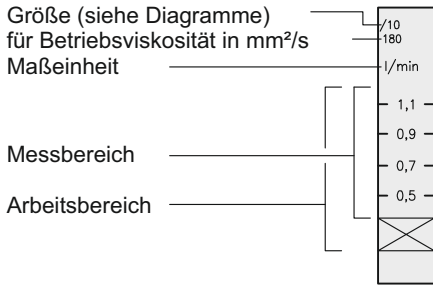 Größe (siehe Diagramme)
/10
für Betriebsviskosität in mm²/s
180
Maßeinheit
l/min
1,1
0,9
Messbereich
0,7
Arbeitsbereich
0,5